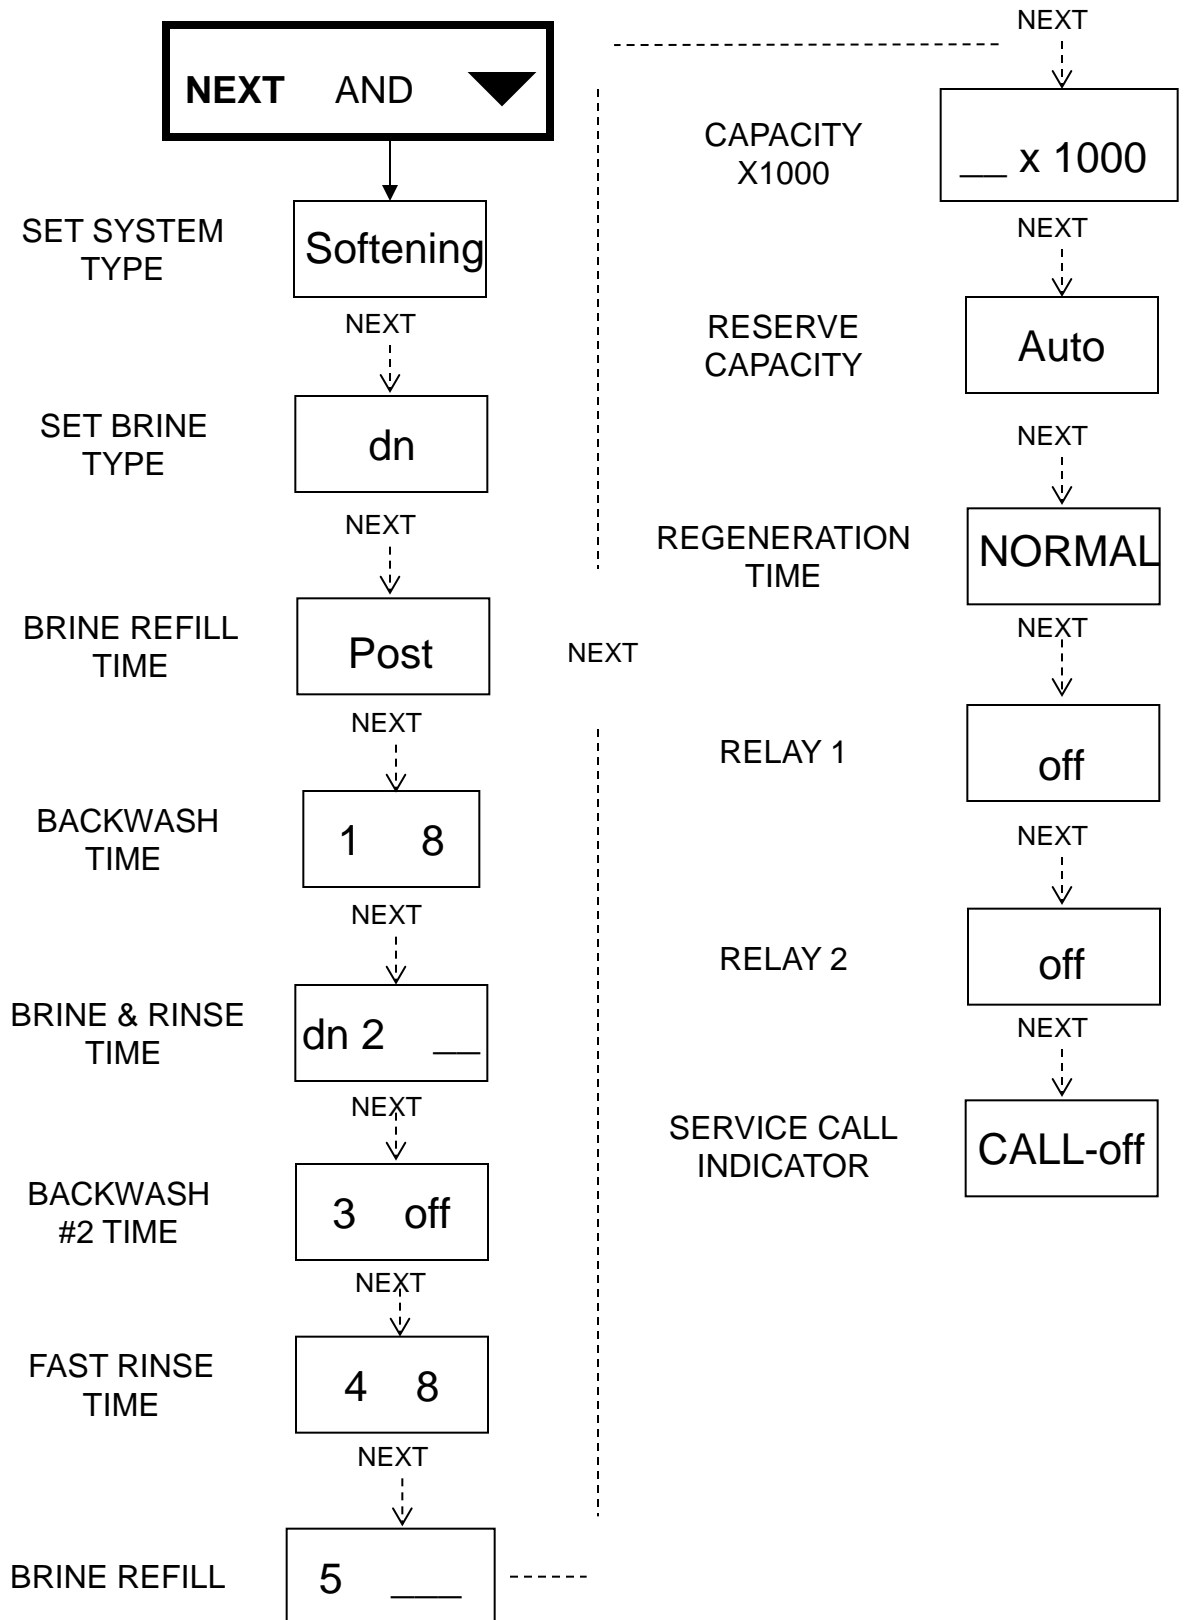 NEXT AND
SET SYSTEM
TYPE
Softening
NEXT
SET BRINE
TYPE
dn
NEXT
BRINE REFILL
TIME
Post
NEXT
BACKWASH
TIME
1 8
NEXT
BRINE & RINSE
TIME
dn 2 __
NEXT
BACKWASH
#2 TIME
3 off
NEXT
FAST RINSE
TIME
4 8
NEXT
BRINE REFILL
5 ___
NEXT
NEXT
CAPACITY
X1000
__ x 1000
NEXT
RESERVE
CAPACITY
Auto
NEXT
REGENERATION
TIME
NORMAL
NEXT
RELAY 1
off
NEXT
RELAY 2
off
NEXT
SERVICE CALL
INDICATOR
CALL-off